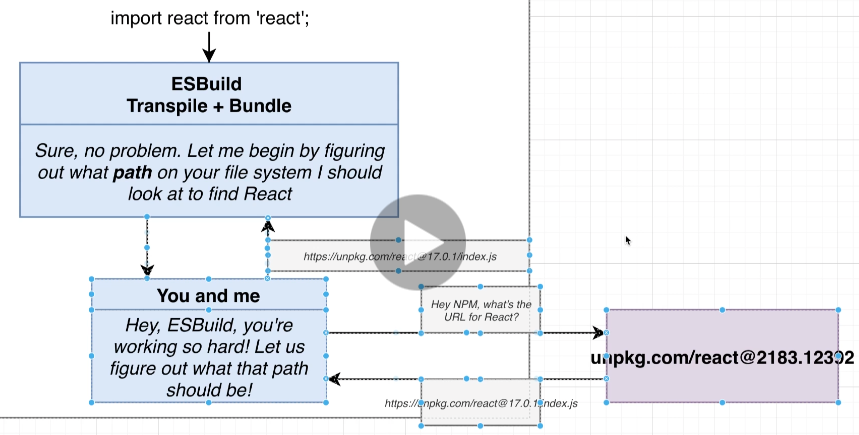 import react from 'react';
ESBuild
Transpile + Bundle
Sure, no problem. Let me begin by figuring
out what path on your file system I should
look at to find React
https://unpkg.com/react@17.0.1/index.js
You and me
Hey, ESBuild, you're
working so hard! Let us
figure out what that path
should be!
Hey NPM, what's the
URL for React?
unpkg.com/react@2183.12392
https://unpkg.com/react@17.0.1/index.js